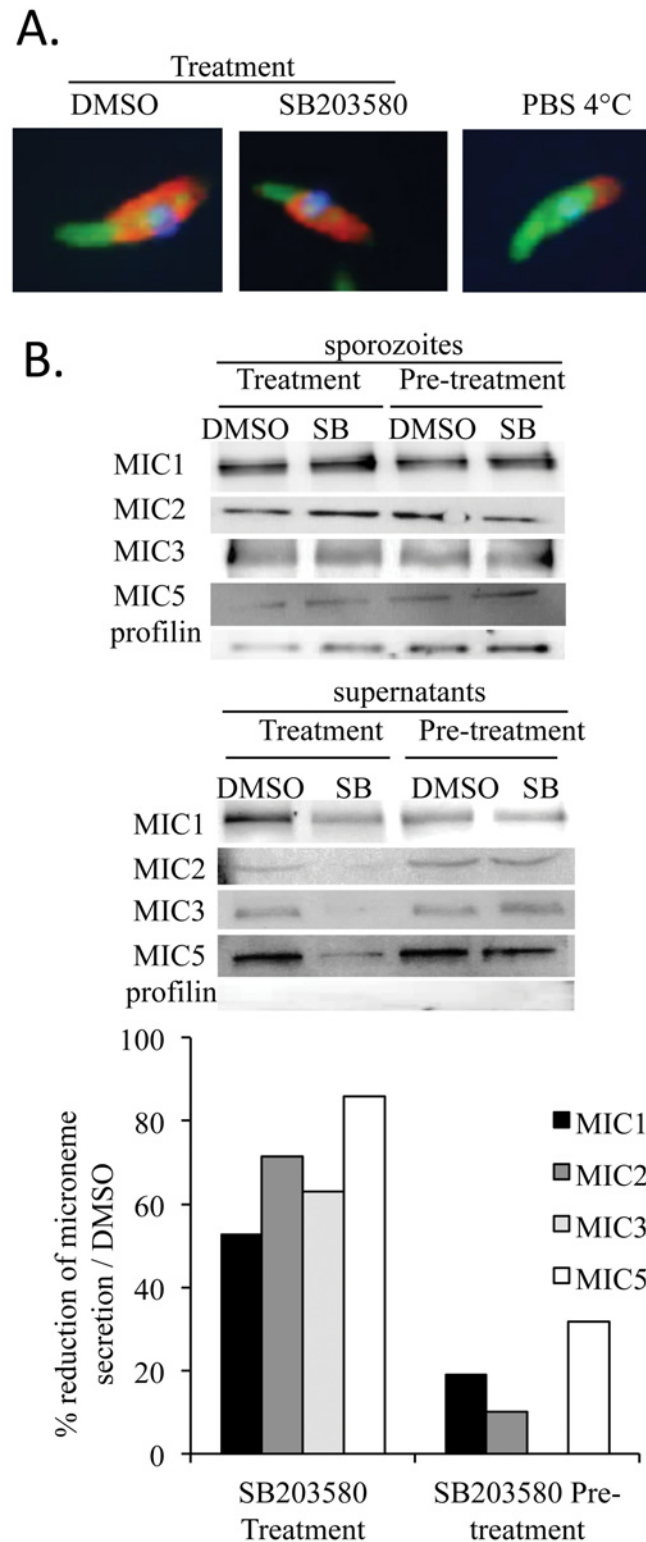 A.
Treatment
DMSO SB203580 PBS 4°C
B.
sporozoites
Treatment Pre-treatment
DMSO SB DMSO SB
MIC1
MIC2
MIC3
MIC5
profilin
supernatants
Treatment Pre-treatment
DMSO SB DMSO SB
MIC1
MIC2
MIC3
MIC5
profilin
% reduction of microneme
secretion / DMSO
100
80
60
40
20
0
MIC1
MIC2
MIC3
MIC5
SB203580
Treatment
SB203580 Pre-
treatment